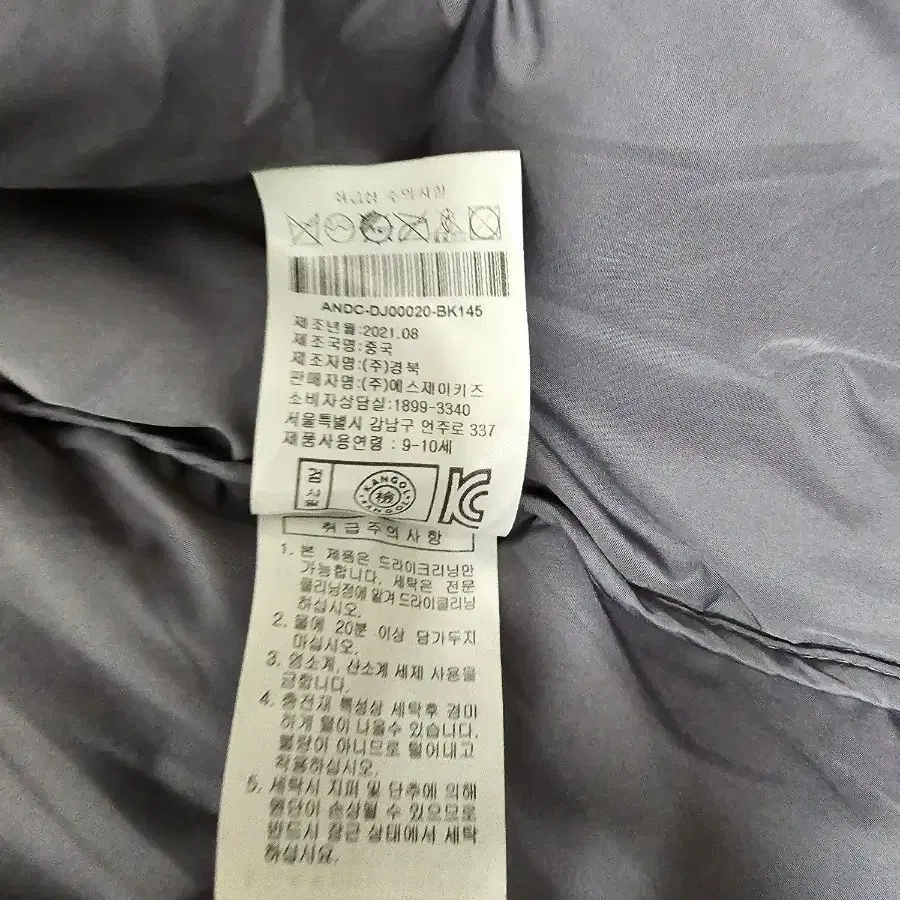 취급상 주의사항
ANDC-DJ00020-BK145
제조년월:2021.08
제조국명:중국
제조자명:(주)경북
판매자명:(주)에스제이키즈
소비자상담실:1899-3340
서울특별시 강남구 언주로 337
제품사용연령 : 9-10세
검사필
KANGOL
檢
KANGOL
KC
취급주의사항
1. 본 제품은 드라이크리닝만
가능합니다. 세탁은 전문
클리닝점에 맡겨 드라이클리닝
하십시오.
2. 물에 20분 이상 담가두지
마십시오.
3. 염소계, 산소계 세제 사용을
금합니다.
4. 충전재 특성상 세탁후 경미
하게 털이 나올수 있습니다.
불량이 아니므로 털어내고
착용하십시오.
5. 세탁시 지퍼 및 단추에 의해
원단이 손상될 수 있으므로
반드시 잠근 상태에서 세탁
하십시요.